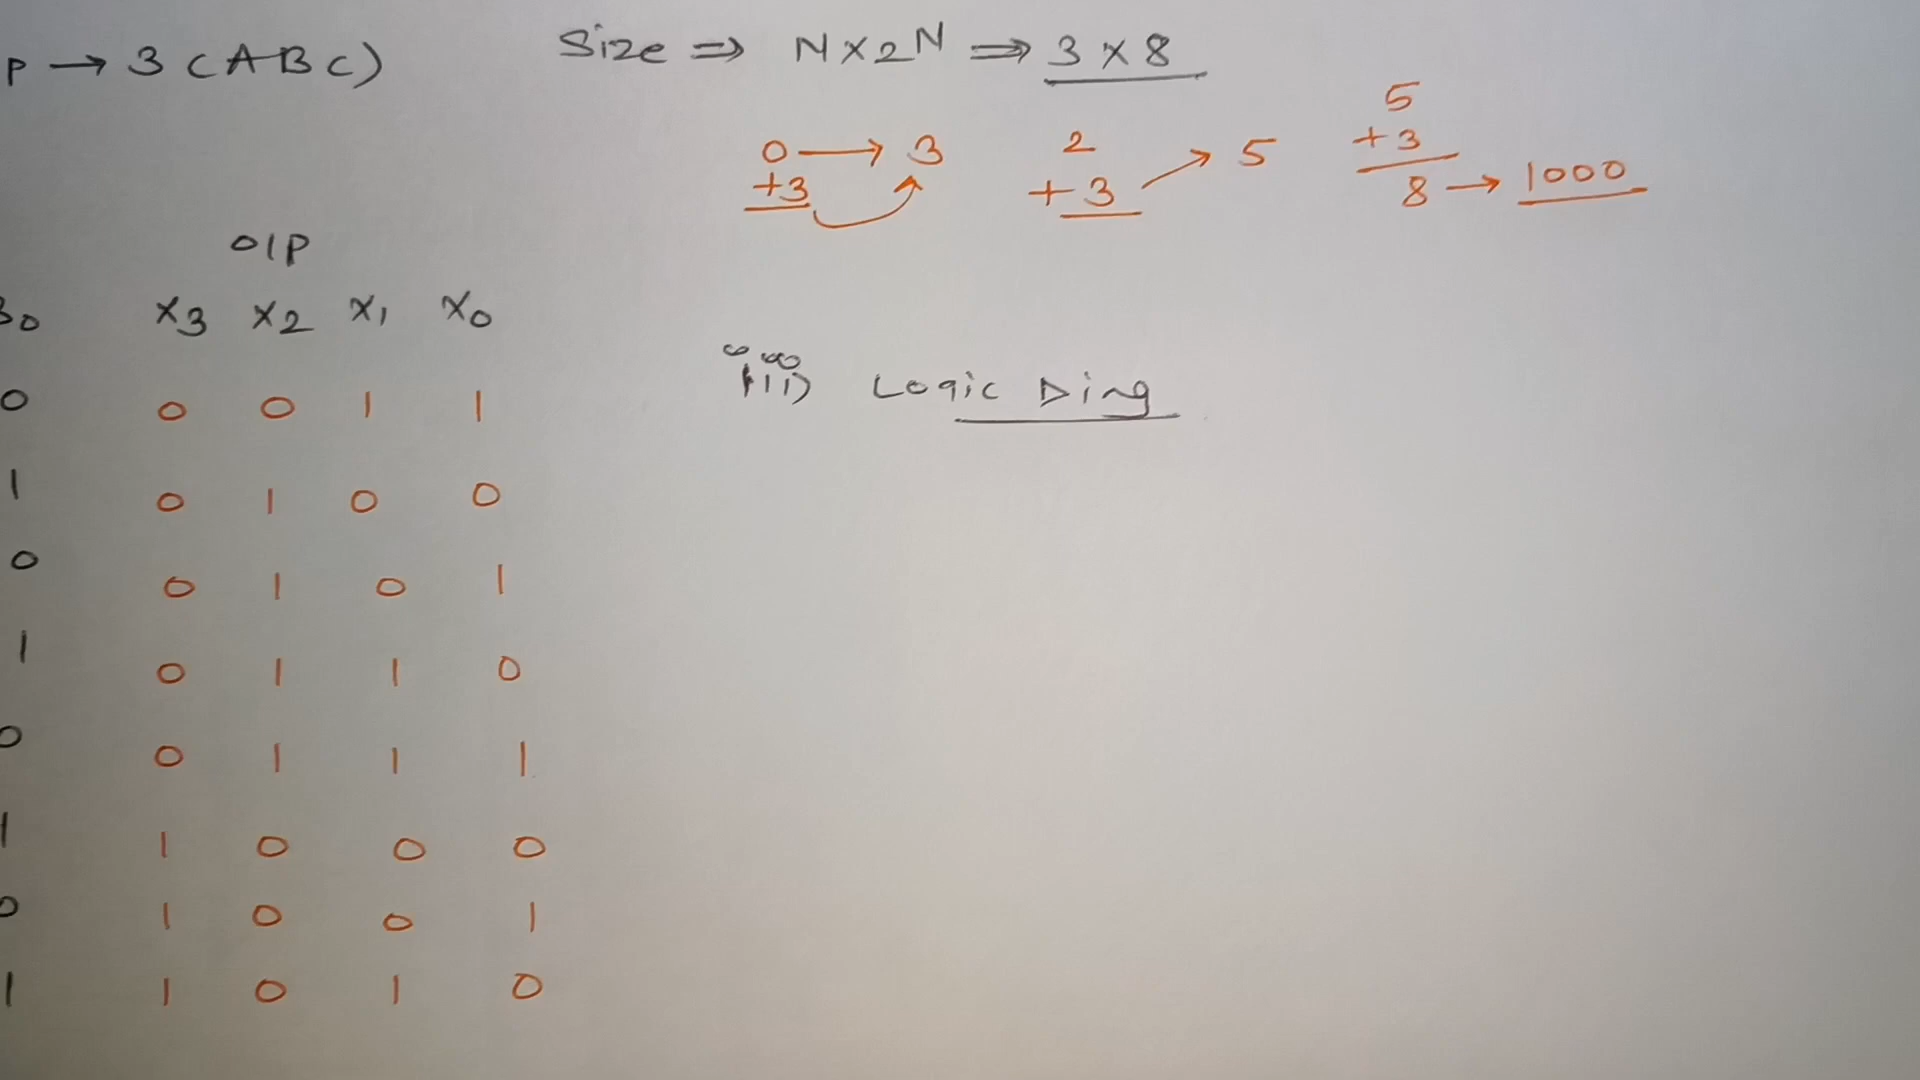 P → 3 (ABC)
Size ⇒ N×2^N ⇒ 3 × 8
0 → 3
+3
2
+3 → 5
5
+3
8 → 1000
O/P
B0 X3 X2 X1 X0
iii) Logic Diag
0 0 0 1 1
1 0 1 0 0
0 0 1 0 1
1 0 1 1 0
0 0 1 1 1
1 1 0 0 0
0 1 0 0 1
1 1 0 1 0